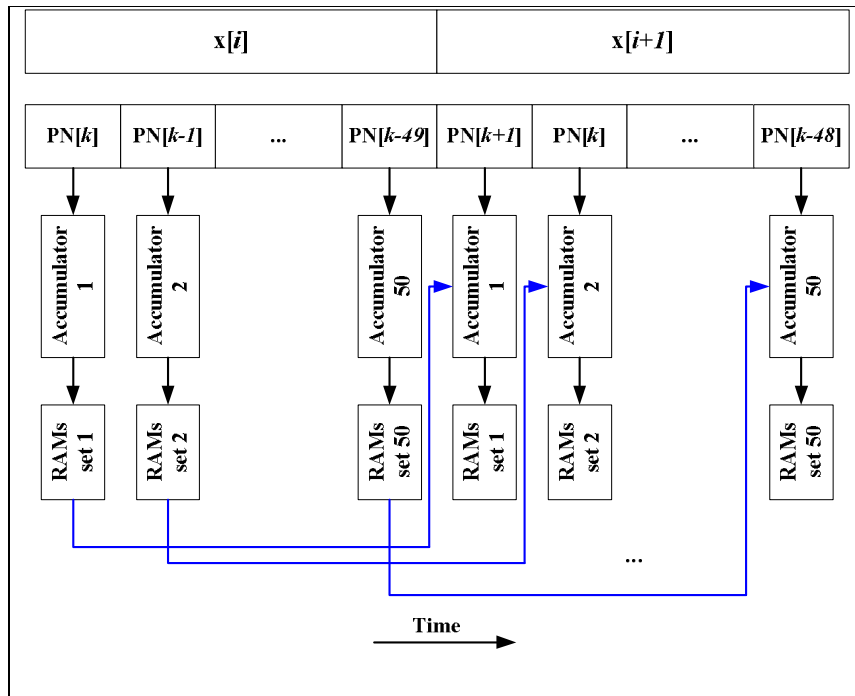 x[i] x[i+1]
PN[k] PN[k-1] ... PN[k-49] PN[k+1] PN[k] ... PN[k-48]
Accumulator 1
Accumulator 2
Accumulator 50
Accumulator 1
Accumulator 2
Accumulator 50
RAMs set 1
RAMs set 2
RAMs set 50
RAMs set 1
RAMs set 2
RAMs set 50
...
Time